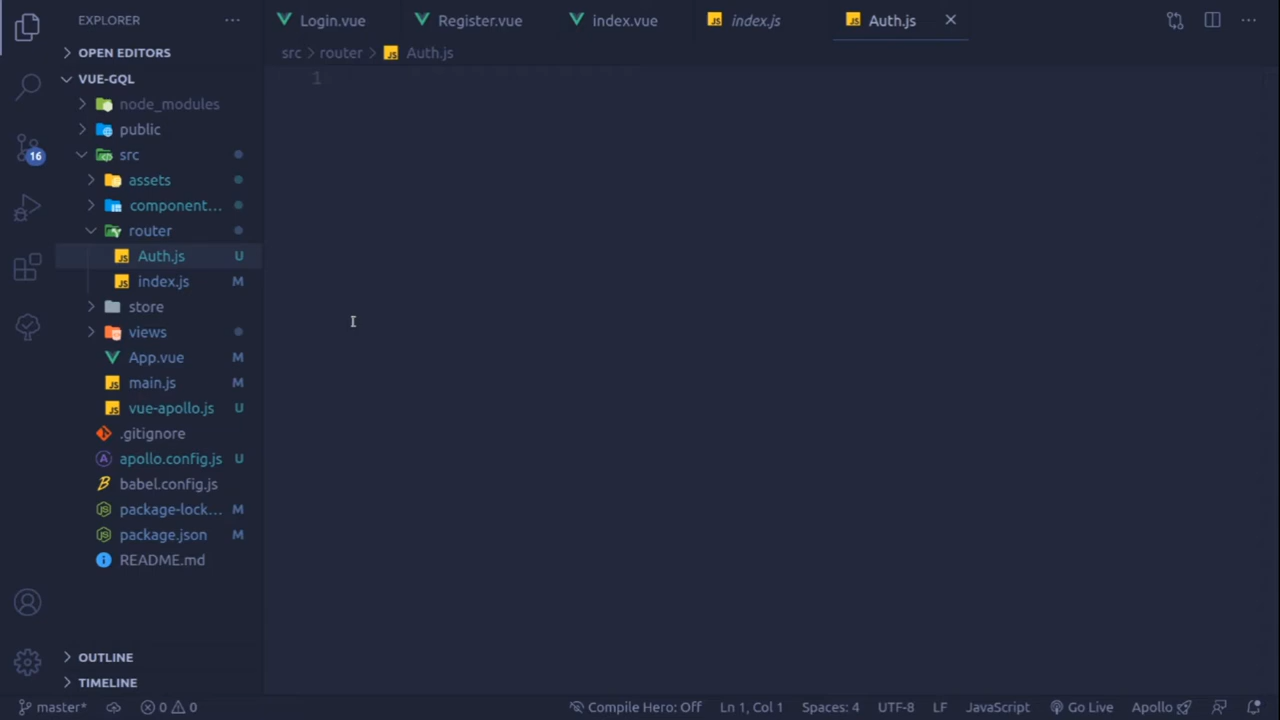 EXPLORER
Login.vue
Register.vue
index.vue
index.js
Auth.js
OPEN EDITORS
src
router
Auth.js
VUE-GQL
1
node_modules
public
src
assets
component...
router
Auth.js U
index.js M
store
views
App.vue M
main.js M
vue-apollo.js U
.gitignore
apollo.config.js U
babel.config.js
package-lock... M
package.json M
README.md
16
OUTLINE
TIMELINE
master* 0 0 Compile Hero: Off Ln 1, Col 1 Spaces: 4 UTF-8 LF JavaScript Go Live Apollo